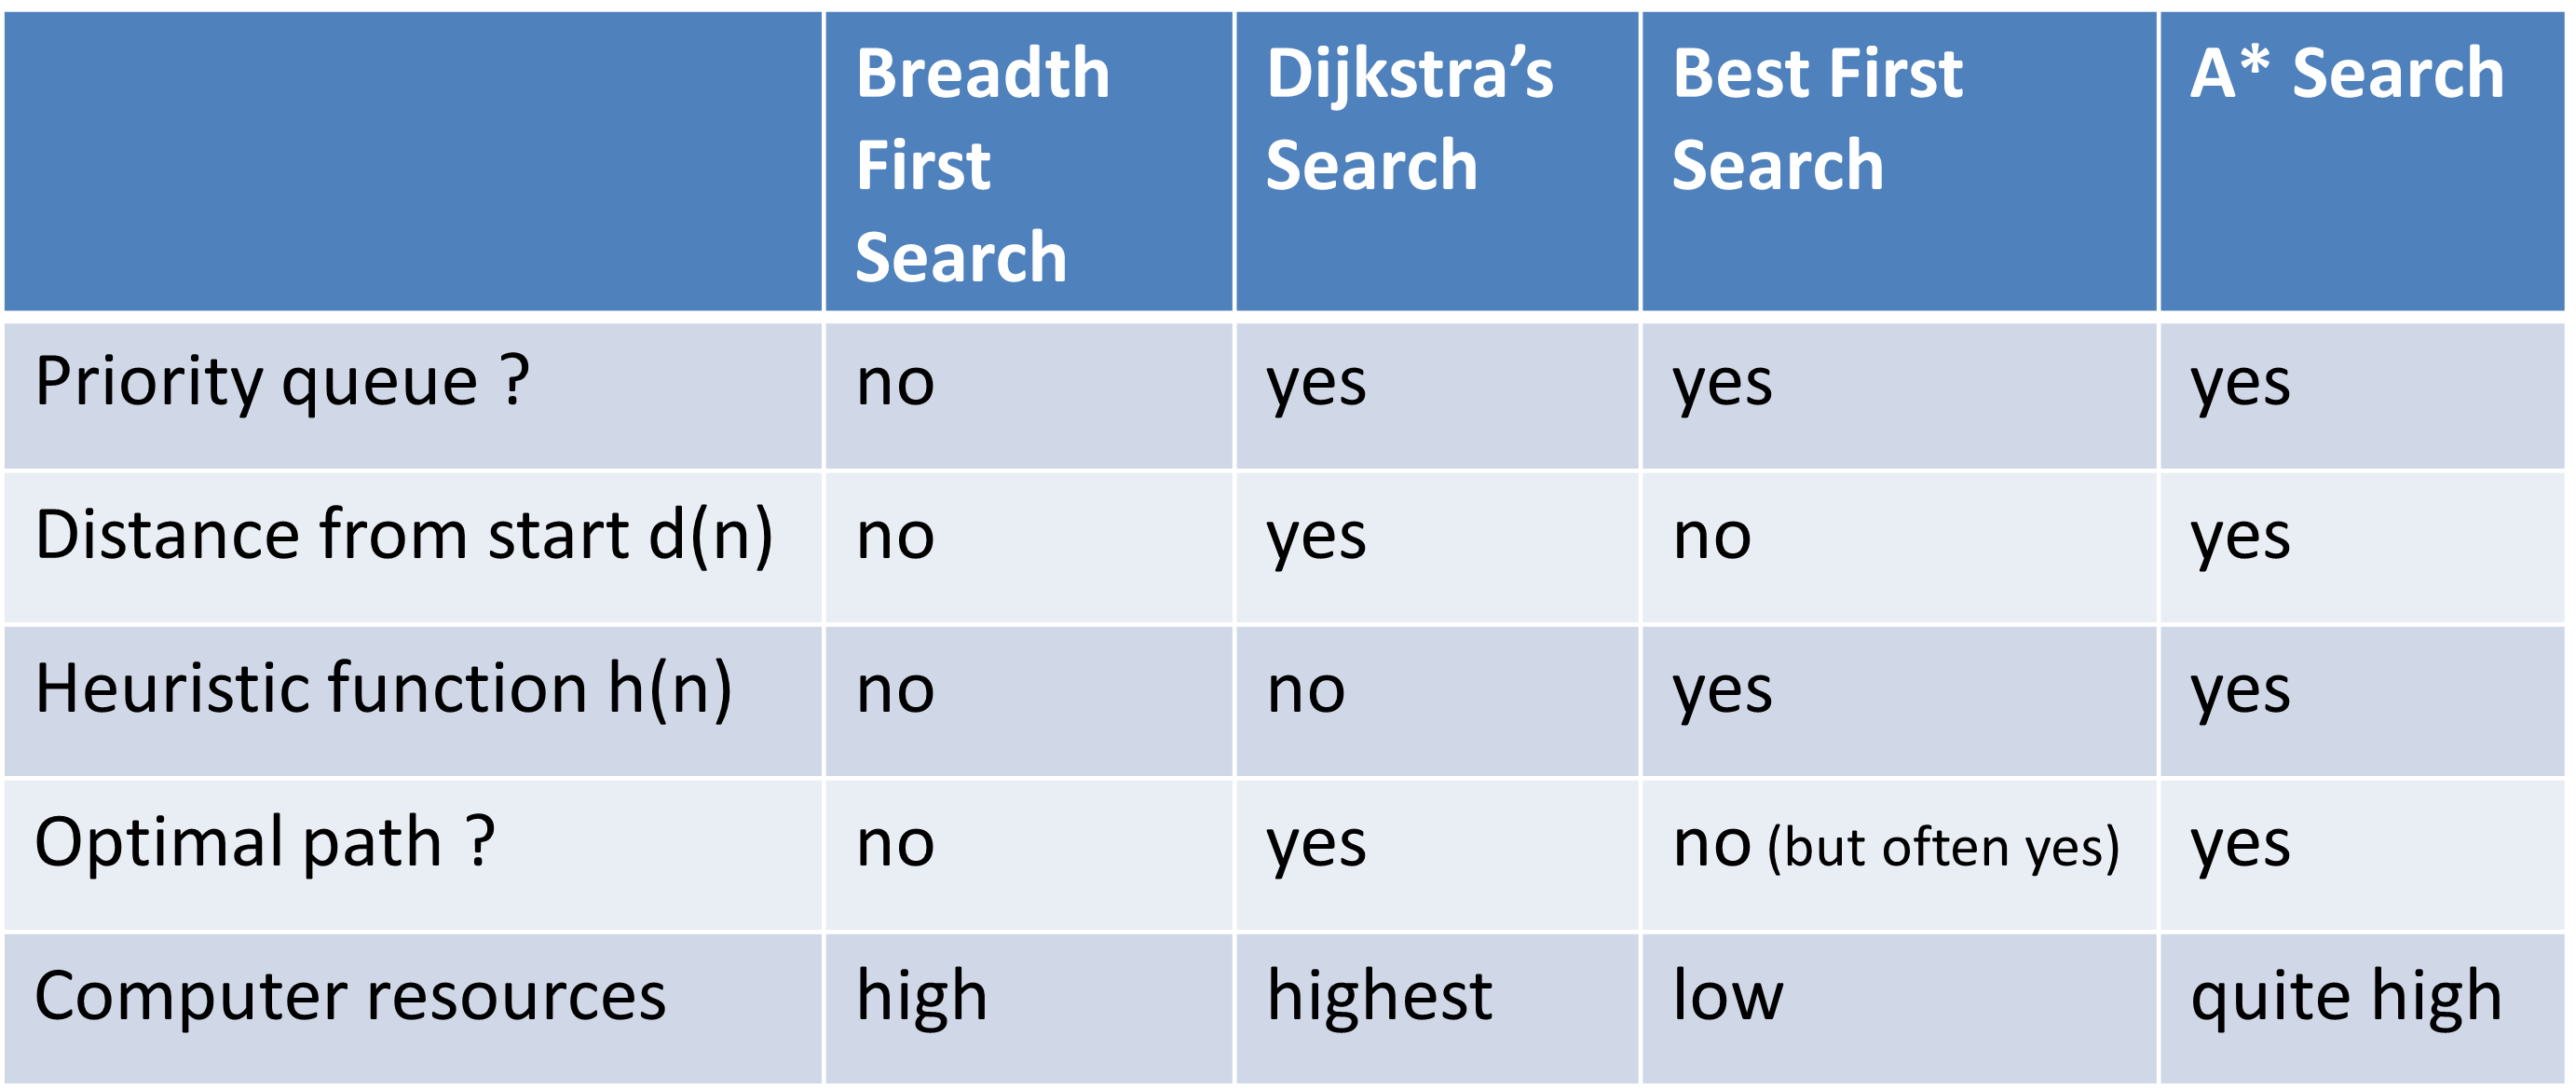 Breadth First Search	Dijkstra’s Search	Best First Search	A* Search
Priority queue ?	no	yes	yes	yes
Distance from start d(n)	no	yes	no	yes
Heuristic function h(n)	no	no	yes	yes
Optimal path ?	no	yes	no (but often yes)	yes
Computer resources	high	highest	low	quite high